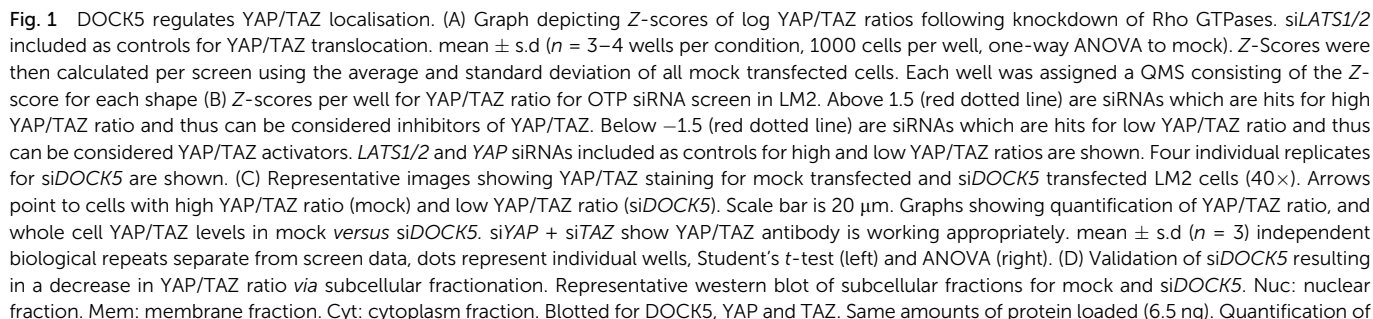 Fig. 1 DOCK5 regulates YAP/TAZ localisation. (A) Graph depicting Z-scores of log YAP/TAZ ratios following knockdown of Rho GTPases. siLATS1/2
included as controls for YAP/TAZ translocation. mean ± s.d (n = 3–4 wells per condition, 1000 cells per well, one-way ANOVA to mock). Z-Scores were
then calculated per screen using the average and standard deviation of all mock transfected cells. Each well was assigned a QMS consisting of the Z-
score for each shape (B) Z-scores per well for YAP/TAZ ratio for OTP siRNA screen in LM2. Above 1.5 (red dotted line) are siRNAs which are hits for high
YAP/TAZ ratio and thus can be considered inhibitors of YAP/TAZ. Below −1.5 (red dotted line) are siRNAs which are hits for low YAP/TAZ ratio and thus
can be considered YAP/TAZ activators. LATS1/2 and YAP siRNAs included as controls for high and low YAP/TAZ ratios are shown. Four individual replicates
for siDOCK5 are shown. (C) Representative images showing YAP/TAZ staining for mock transfected and siDOCK5 transfected LM2 cells (40×). Arrows
point to cells with high YAP/TAZ ratio (mock) and low YAP/TAZ ratio (siDOCK5). Scale bar is 20 μm. Graphs showing quantification of YAP/TAZ ratio, and
whole cell YAP/TAZ levels in mock versus siDOCK5. siYAP + siTAZ show YAP/TAZ antibody is working appropriately. mean ± s.d (n = 3) independent
biological repeats separate from screen data, dots represent individual wells, Student's t-test (left) and ANOVA (right). (D) Validation of siDOCK5 resulting
in a decrease in YAP/TAZ ratio via subcellular fractionation. Representative western blot of subcellular fractions for mock and siDOCK5. Nuc: nuclear
fraction. Mem: membrane fraction. Cyt: cytoplasm fraction. Blotted for DOCK5, YAP and TAZ. Same amounts of protein loaded (6.5 ng). Quantification of